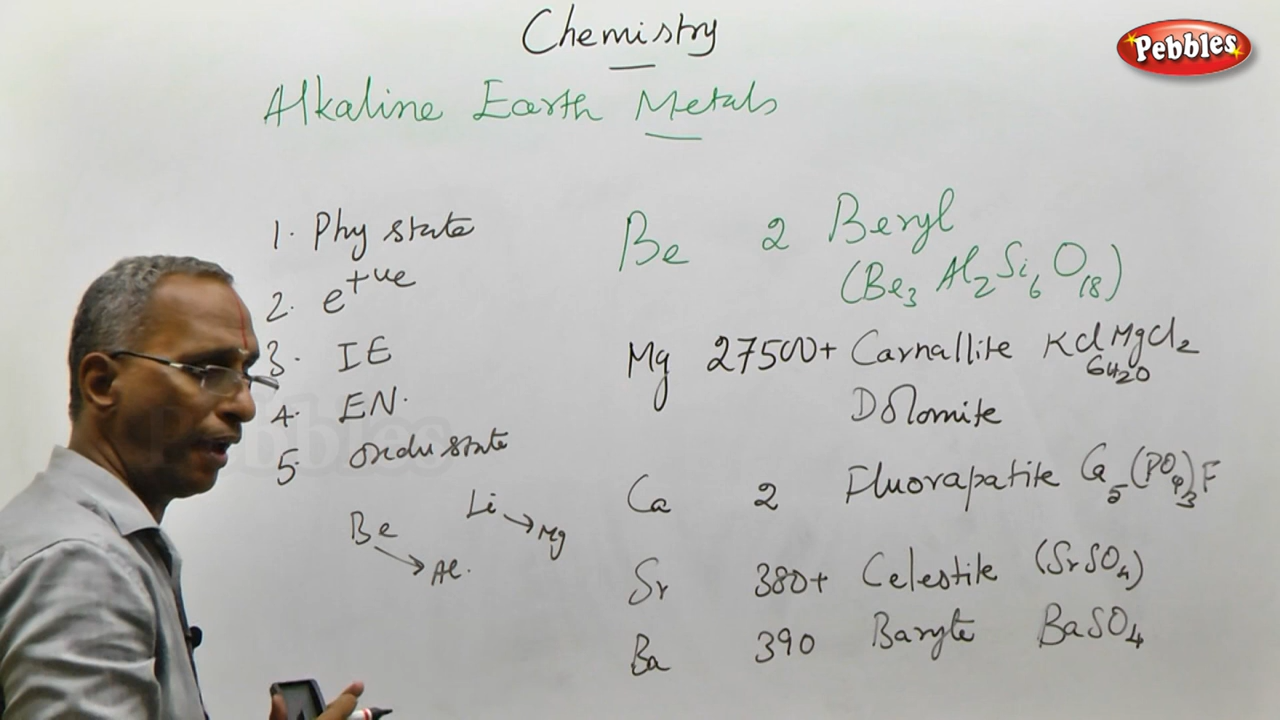 Chemistry
Pebbles
Alkaline Earth Metals
1. Phy state
2. e+ve
3. IE
4. EN.
5. oxdu state
Be → Al.
Li → Mg
Be 2 Beryl
(Be3 Al2 Si6 O18)
Mg 27500+ Carnallite KCl MgCl2
6H2O
Dolomite
Ca 2 Fluorapatite Ca5(PO4)3F
Sr 380+ Celestite (SrSO4)
Ba 390 Baryte BaSO4
Pebbles